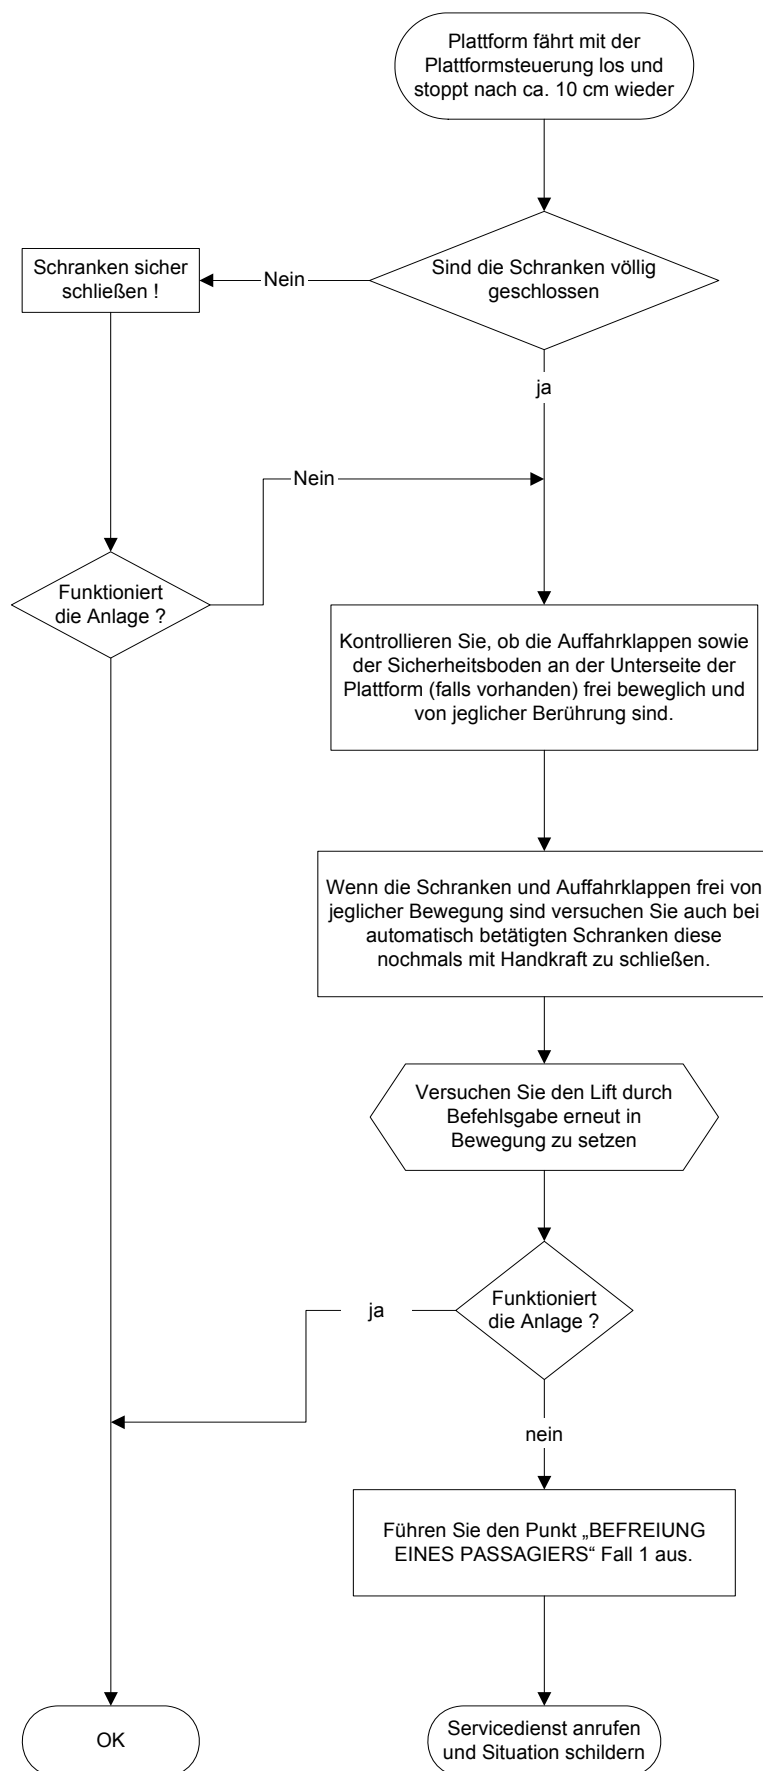 Plattform fährt mit der
Plattformsteuerung los und
stoppt nach ca. 10 cm wieder
Sind die Schranken völlig
geschlossen
Nein
Schranken sicher
schließen !
ja
Nein
Funktioniert
die Anlage ?
Kontrollieren Sie, ob die Auffahrklappen sowie
der Sicherheitsboden an der Unterseite der
Plattform (falls vorhanden) frei beweglich und
von jeglicher Berührung sind.
Wenn die Schranken und Auffahrklappen frei von
jeglicher Bewegung sind versuchen Sie auch bei
automatisch betätigten Schranken diese
nochmals mit Handkraft zu schließen.
Versuchen Sie den Lift durch
Befehlsgabe erneut in
Bewegung zu setzen
Funktioniert
die Anlage ?
ja
nein
Führen Sie den Punkt „BEFREIUNG
EINES PASSAGIERS“ Fall 1 aus.
OK
Servicedienst anrufen
und Situation schildern